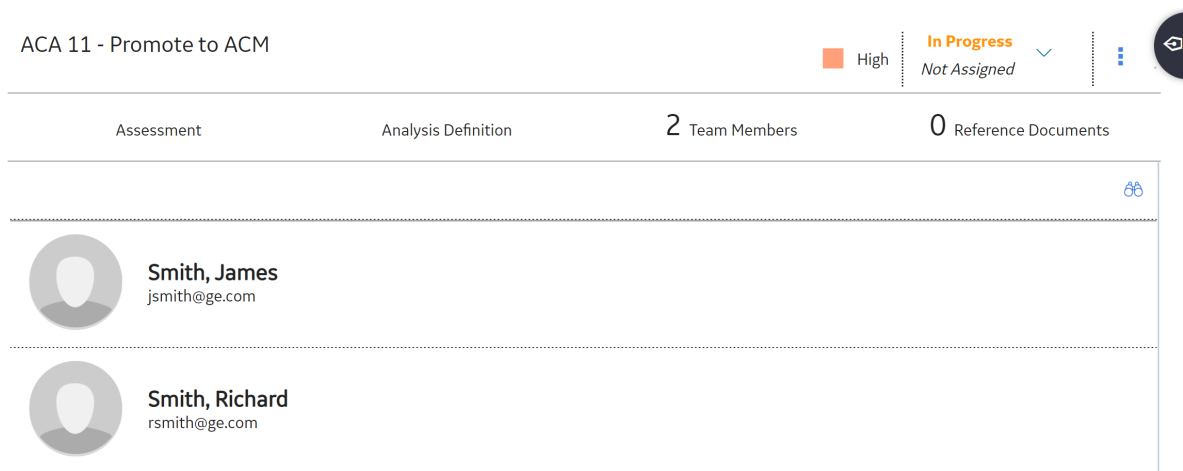 ACA 11 - Promote to ACM
High
In Progress
Not Assigned
Assessment
Analysis Definition
2 Team Members
0 Reference Documents
Smith, James
jsmith@ge.com
Smith, Richard
rsmith@ge.com